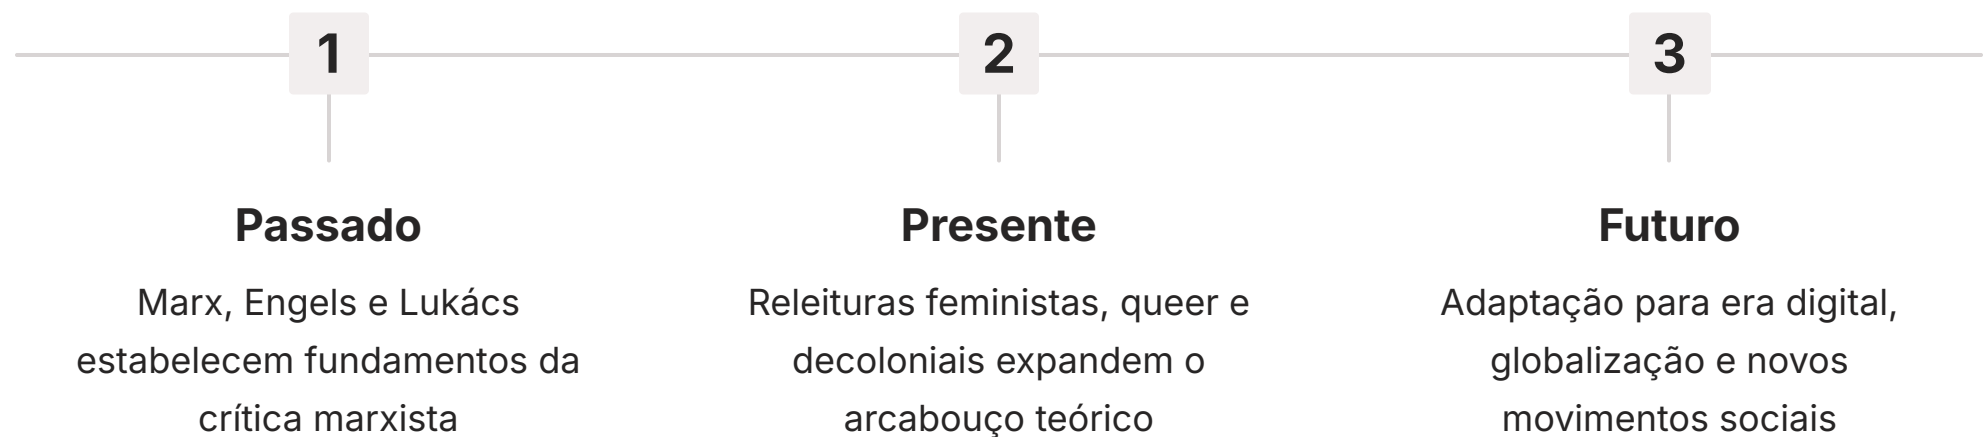 1
2
3
Passado
Marx, Engels e Lukács
estabelecem fundamentos da
crítica marxista
Presente
Releituras feministas, queer e
decoloniais expandem o
arcabouço teórico
Futuro
Adaptação para era digital,
globalização e novos
movimentos sociais